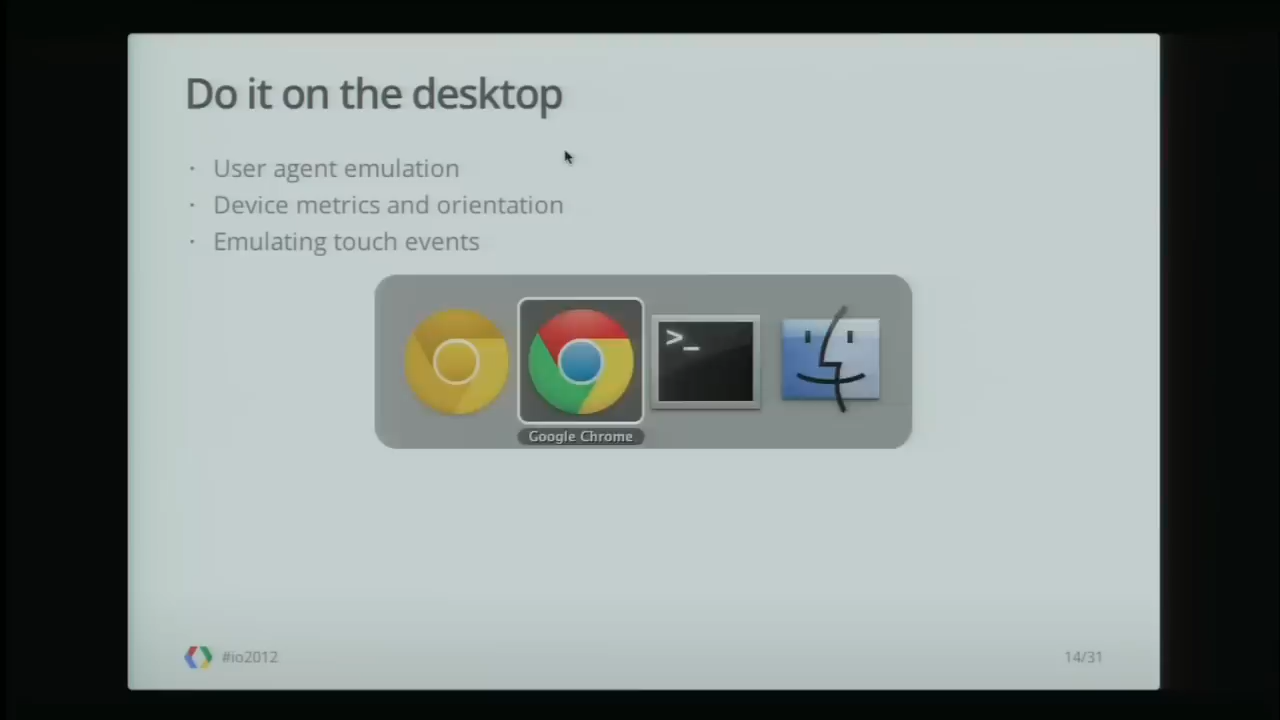 Do it on the desktop
· User agent emulation
· Device metrics and orientation
· Emulating touch events
>_
Google Chrome
#io2012
14/31